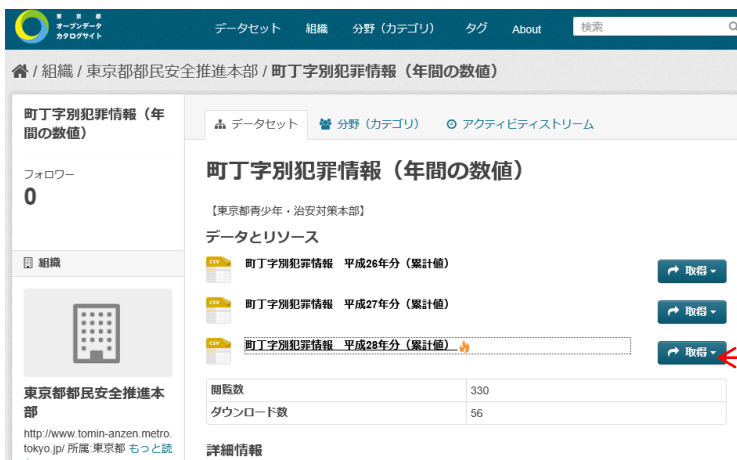 東京都
オープンデータ
カタログサイト
データセット 組織 分野（カテゴリ） タグ About 検索
/ 組織 / 東京都都民安全推進本部 / 町丁字別犯罪情報（年間の数値）
町丁字別犯罪情報（年
間の数値）
フォロワー
0
組織
東京都都民安全推進本
部
http://www.tomin-anzen.metro.
tokyo.jp/ 所属:東京都 もっと読
データセット 分野（カテゴリ） アクティビティストリーム
町丁字別犯罪情報（年間の数値）
【東京都青少年・治安対策本部】
データとリソース
CSV 町丁字別犯罪情報 平成26年分（累計値） 取得
CSV 町丁字別犯罪情報 平成27年分（累計値） 取得
CSV 町丁字別犯罪情報 平成28年分（累計値） 取得
閲覧数 330
ダウンロード数 56
詳細情報